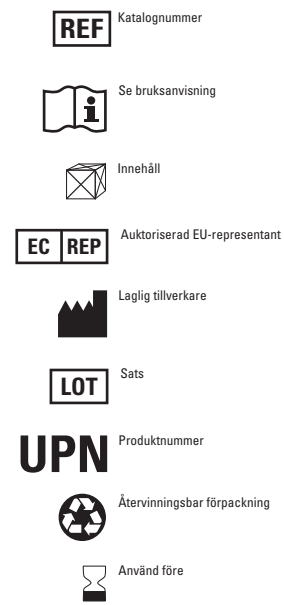 REF Katalognummer
i Se bruksanvisning
Innehåll
EC REP Auktoriserad EU-representant
Laglig tillverkare
LOT Sats
UPN Produktnummer
Återvinningsbar förpackning
Använd före